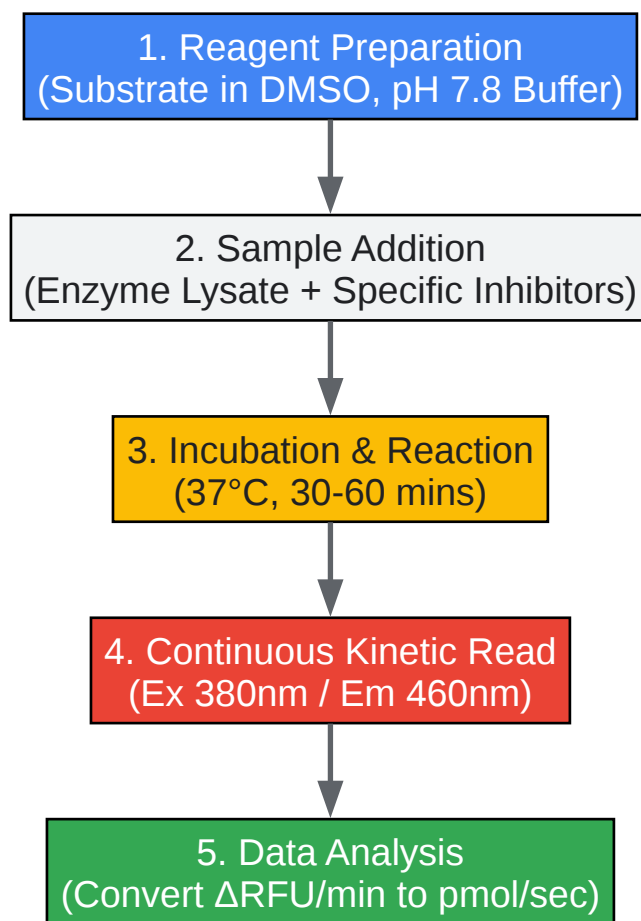 1. Reagent Preparation
(Substrate in DMSO, pH 7.8 Buffer)
2. Sample Addition
(Enzyme Lysate + Specific Inhibitors)
3. Incubation & Reaction
(37°C, 30-60 mins)
4. Continuous Kinetic Read
(Ex 380nm / Em 460nm)
5. Data Analysis
(Convert ΔRFU/min to pmol/sec)